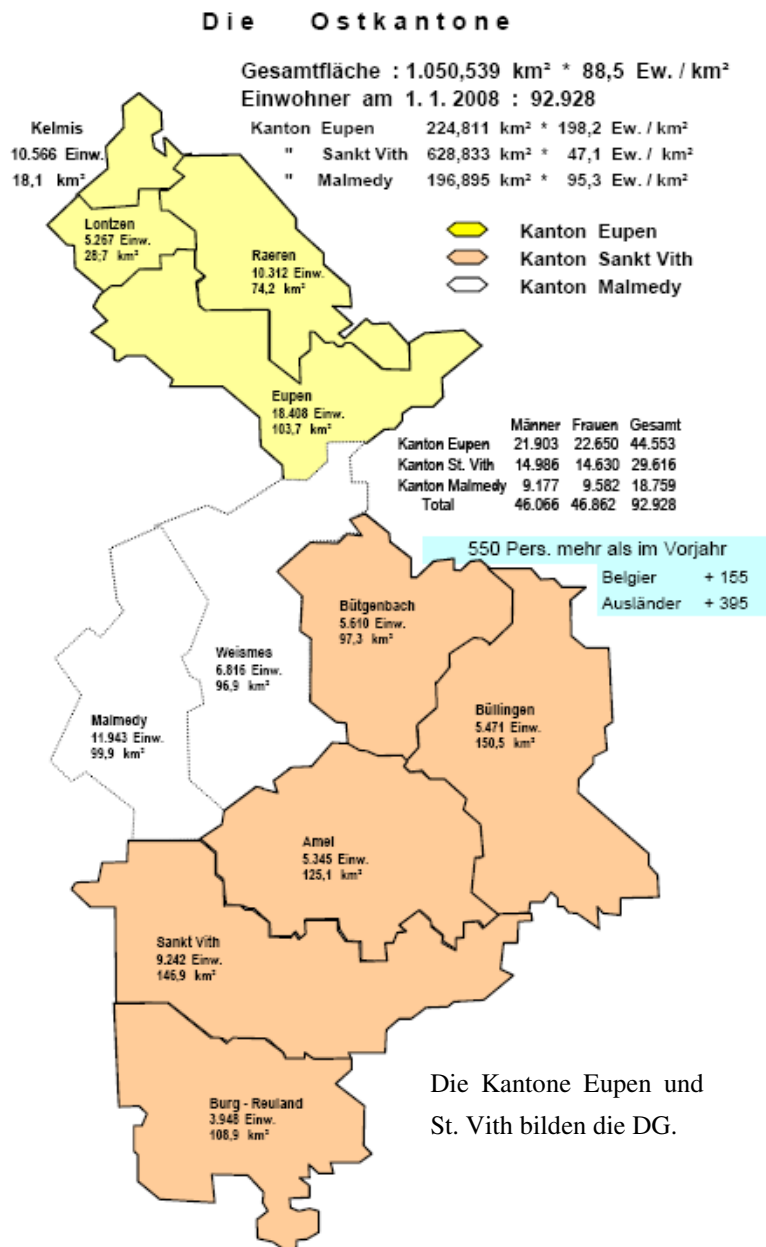 Die Ostkantone
Gesamtfläche : 1.050,539 km² * 88,5 Ew. / km²
Einwohner am 1. 1. 2008 : 92.928
Kanton Eupen 224,811 km² * 198,2 Ew. / km²
" Sankt Vith 628,833 km² * 47,1 Ew. / km²
" Malmedy 196,895 km² * 95,3 Ew. / km²
Kelmis
10.566 Einw.
18,1 km²
Kanton Eupen
Kanton Sankt Vith
Kanton Malmedy
Lontzen
5.267 Einw.
28,7 km²
Raeren
10.312 Einw.
74,2 km²
Eupen
18.408 Einw.
103,7 km²
Männer Frauen Gesamt
Kanton Eupen 21.903 22.650 44.553
Kanton St. Vith 14.986 14.630 29.616
Kanton Malmedy 9.177 9.582 18.759
Total 46.066 46.862 92.928
550 Pers. mehr als im Vorjahr
Belgier + 155
Ausländer + 395
Bütgenbach
5.610 Einw.
97,3 km²
Weismes
6.816 Einw.
96,9 km²
Büllingen
5.471 Einw.
150,5 km²
Malmedy
11.943 Einw.
99,9 km²
Amel
5.345 Einw.
125,1 km²
Sankt Vith
9.242 Einw.
146,9 km²
Burg - Reuland
3.948 Einw.
108,9 km²
Die Kantone Eupen und
St. Vith bilden die DG.